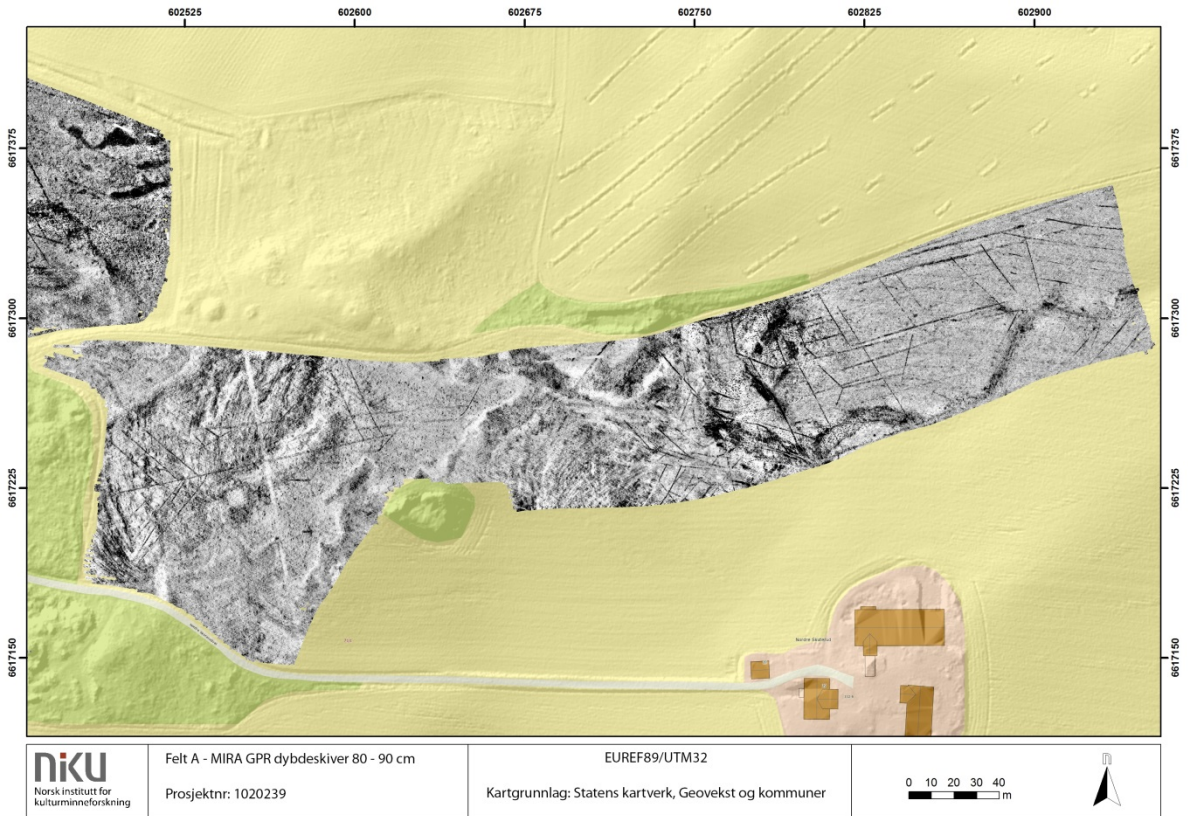 602525 602600 602675 602750 602825 602900
6617375 6617375
6617300 6617300
6617225 6617225
6617150 6617150
niku
Norsk institutt for
kulturminneforskning
Felt A - MIRA GPR dybdeskiver 80 - 90 cm
Prosjektnr: 1020239
EUREF89/UTM32
Kartgrunnlag: Statens kartverk, Geovekst og kommuner
0 10 20 30 40
m
n